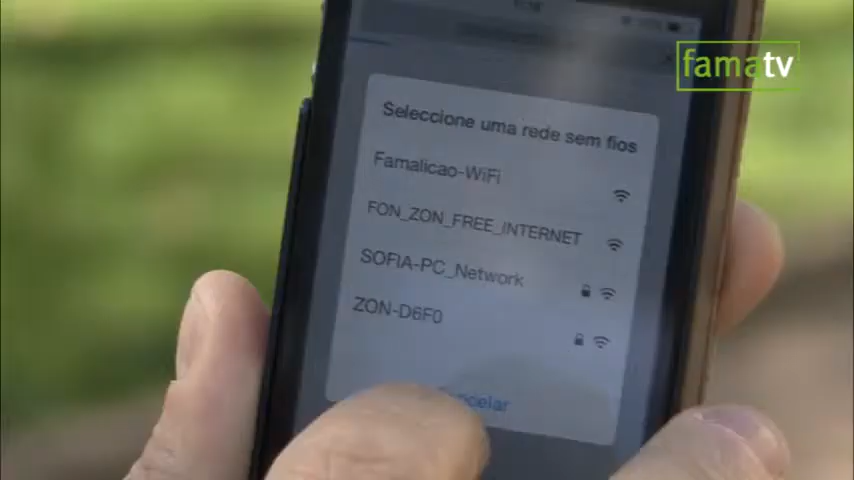 famatv
Seleccione uma rede sem fios
Famalicao-WiFi
FON_ZON_FREE_INTERNET
SOFIA-PC_Network
ZON-D6F0